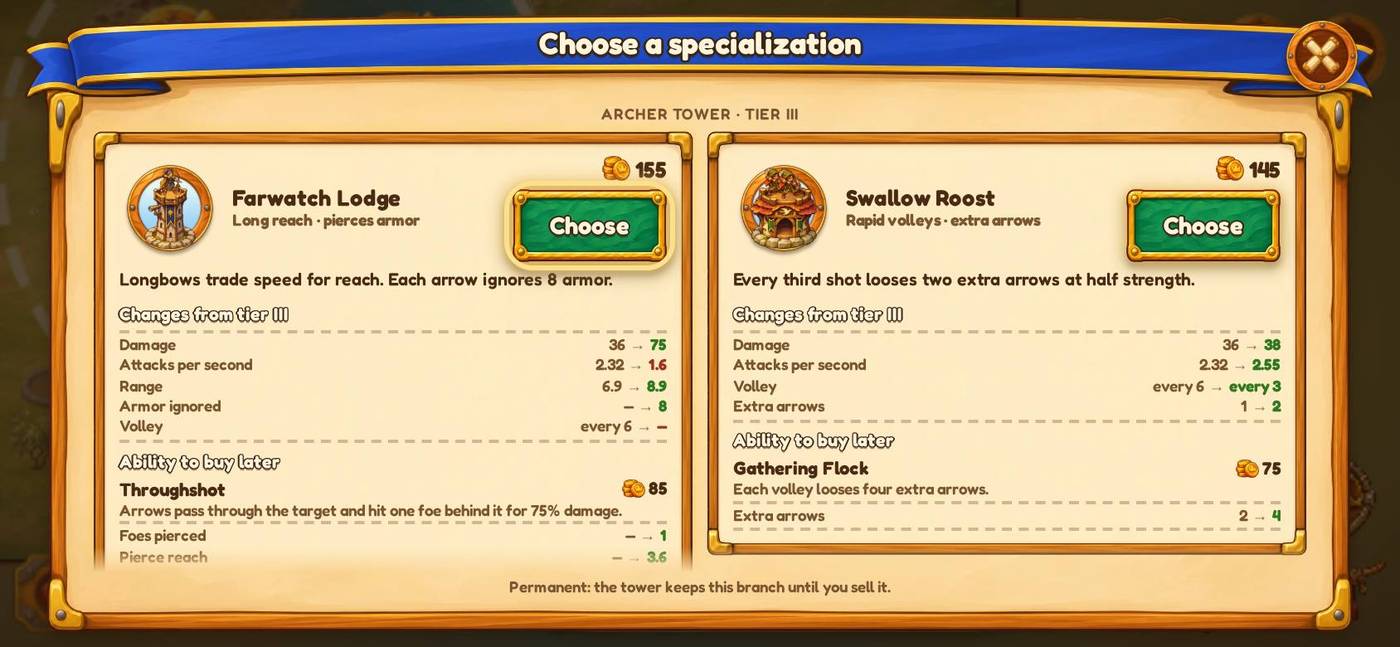 Choose a specialization
ARCHER TOWER · TIER III
155
Farwatch Lodge
Long reach · pierces armor
Choose
Longbows trade speed for reach. Each arrow ignores 8 armor.
Changes from tier III
Damage 36 → 75
Attacks per second 2.32 → 1.6
Range 6.9 → 8.9
Armor ignored – → 8
Volley every 6 → –
Ability to buy later
Throughshot 85
Arrows pass through the target and hit one foe behind it for 75% damage.
Foes pierced – → 1
Pierce reach – → 3.6
145
Swallow Roost
Rapid volleys · extra arrows
Choose
Every third shot looses two extra arrows at half strength.
Changes from tier III
Damage 36 → 38
Attacks per second 2.32 → 2.55
Volley every 6 → every 3
Extra arrows 1 → 2
Ability to buy later
Gathering Flock 75
Each volley looses four extra arrows.
Extra arrows 2 → 4
Permanent: the tower keeps this branch until you sell it.